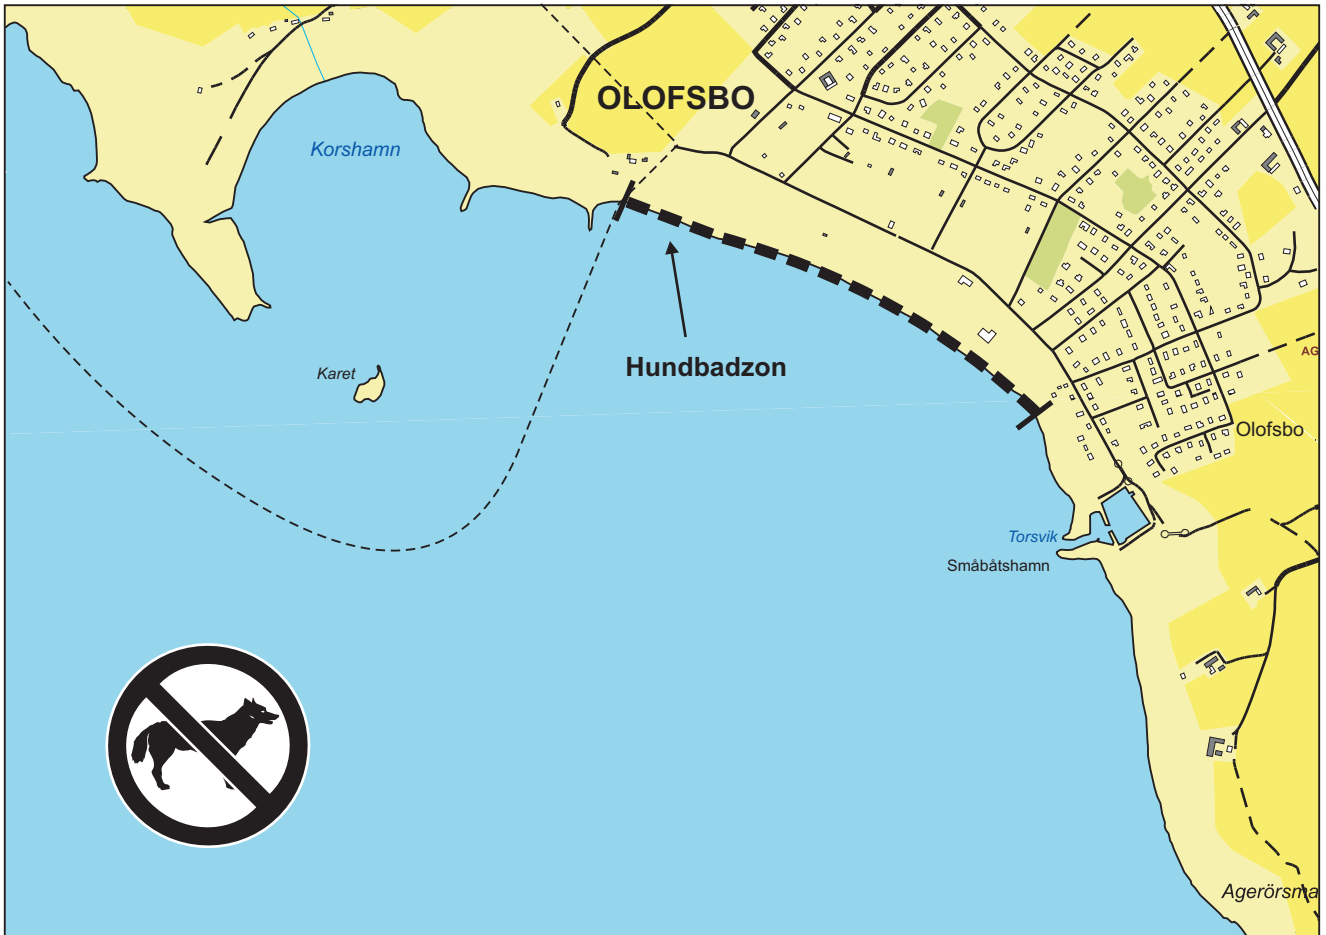 OLOFSBO
Korshamn
Hundbadzon
AG
Karet
Olofsbo
Torsvik
Småbåtshamn
Agerörsma